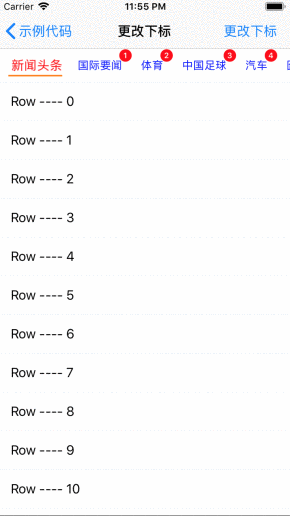 Carrier 11:55 PM
示例代码 更改下标 更改下标
新闻头条 国际要闻 1 体育 2 中国足球 3 汽车 4
Row ---- 0
Row ---- 1
Row ---- 2
Row ---- 3
Row ---- 4
Row ---- 5
Row ---- 6
Row ---- 7
Row ---- 8
Row ---- 9
Row ---- 10